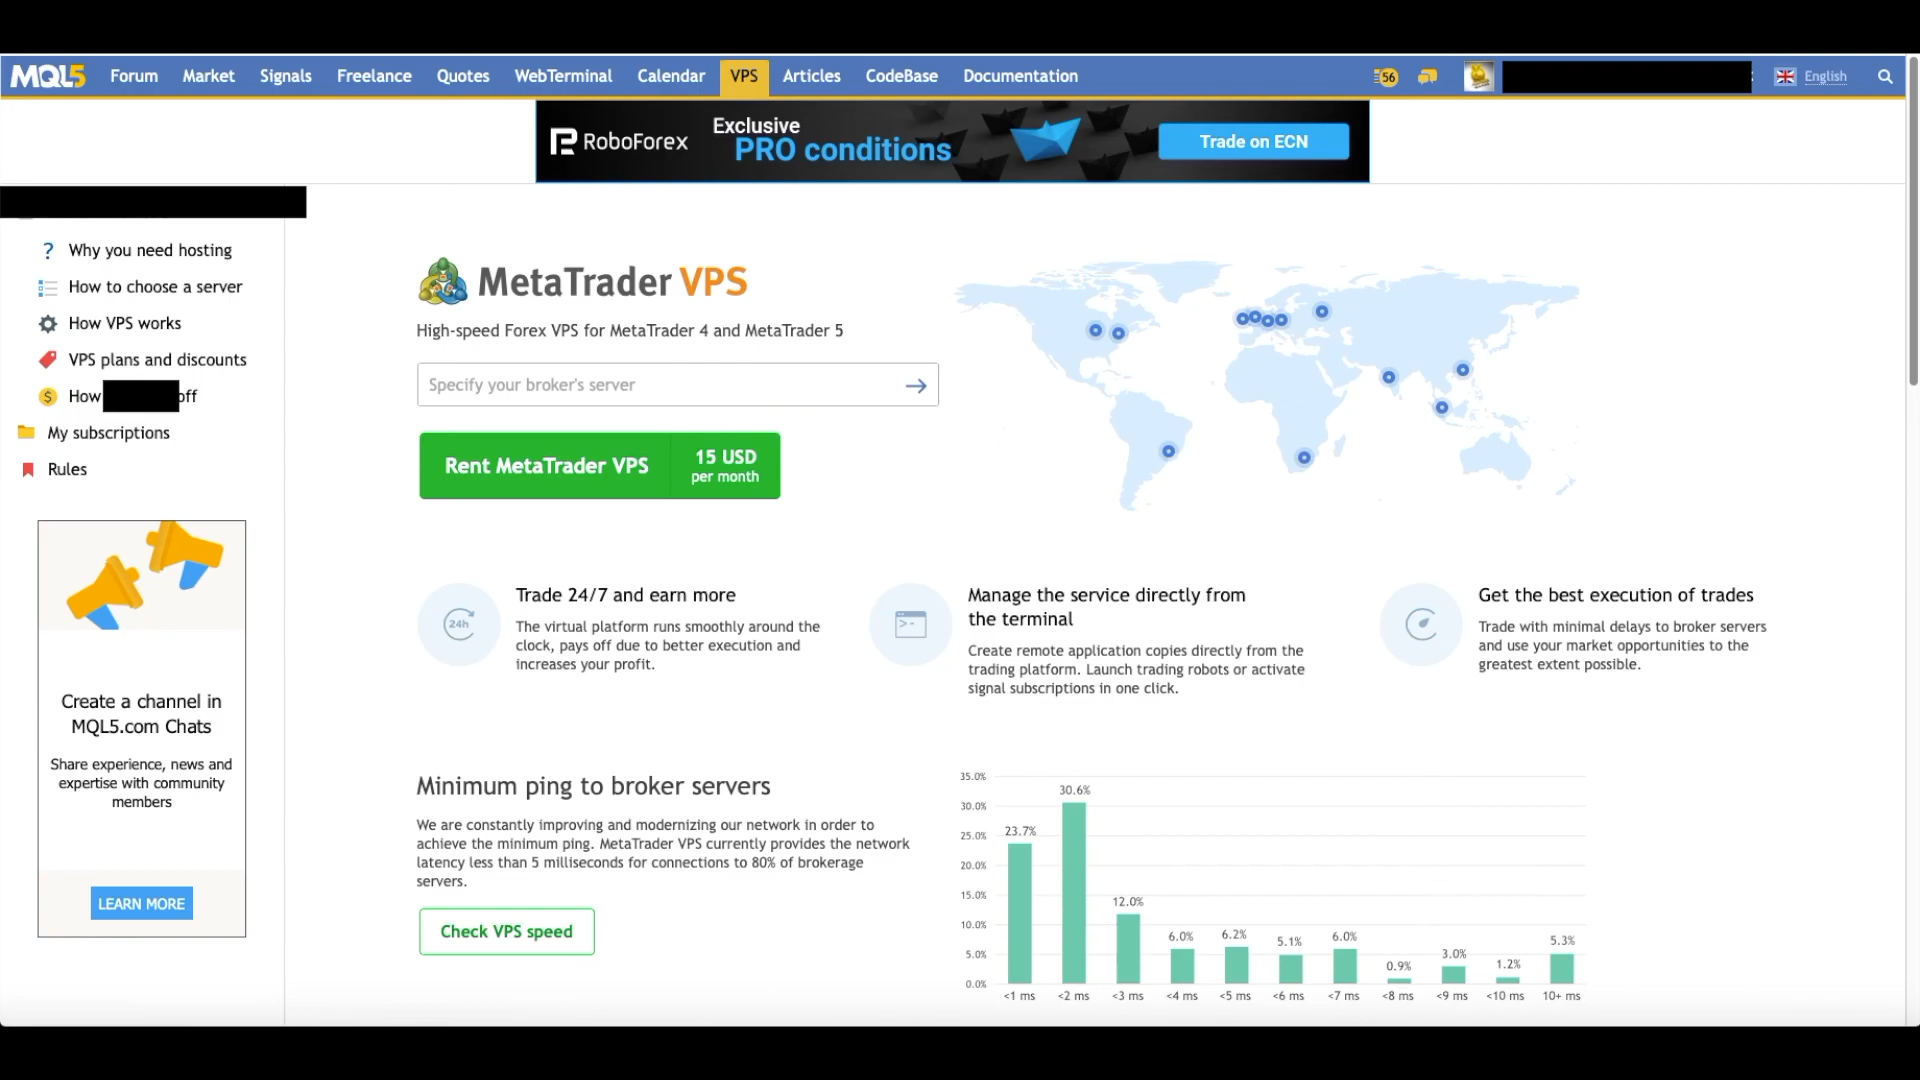 MQL5 Forum Market Signals Freelance Quotes WebTerminal Calendar VPS Articles CodeBase Documentation 56 English
RoboForex
Exclusive
PRO conditions
Trade on ECN
? Why you need hosting
How to choose a server
How VPS works
VPS plans and discounts
$ How off
My subscriptions
Rules
Create a channel in
MQL5.com Chats
Share experience, news and
expertise with community
members
LEARN MORE
MetaTrader VPS
High-speed Forex VPS for MetaTrader 4 and MetaTrader 5
Specify your broker's server
Rent MetaTrader VPS
15 USD
per month
24h
Trade 24/7 and earn more
The virtual platform runs smoothly around the
clock, pays off due to better execution and
increases your profit.
Manage the service directly from
the terminal
Create remote application copies directly from the
trading platform. Launch trading robots or activate
signal subscriptions in one click.
Get the best execution of trades
Trade with minimal delays to broker servers
and use your market opportunities to the
greatest extent possible.
Minimum ping to broker servers
We are constantly improving and modernizing our network in order to
achieve the minimum ping. MetaTrader VPS currently provides the network
latency less than 5 milliseconds for connections to 80% of brokerage
servers.
Check VPS speed
35.0%
30.0%
25.0%
20.0%
15.0%
10.0%
5.0%
0.0%
23.7% 30.6% 12.0% 6.0% 6.2% 5.1% 6.0% 0.9% 3.0% 1.2% 5.3%
<1 ms <2 ms <3 ms <4 ms <5 ms <6 ms <7 ms <8 ms <9 ms <10 ms 10+ ms